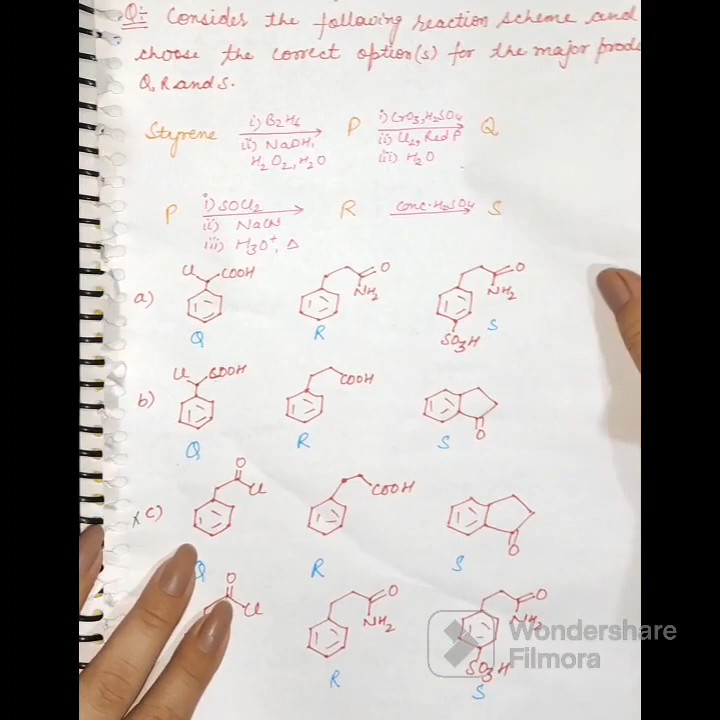 Q:- Consider the following reaction scheme and
choose the correct option(s) for the major prod
Q, R and S.
Styrene i) B2H6 ii) NaOH, H2O2, H2O P i) CrO3, H2SO4 ii) Cl2, Red P iii) H2O Q
P i) SOCl2 ii) NaCN iii) H3O+, Δ R conc. H2SO4 S
a) Cl COOH Q O NH2 R O NH2 SO3H S
b) Cl COOH Q COOH R O S
x c) O Cl Q COOH R O S
O Cl O NH2 R O NH2 SO3H S
Wondershare
Filmora